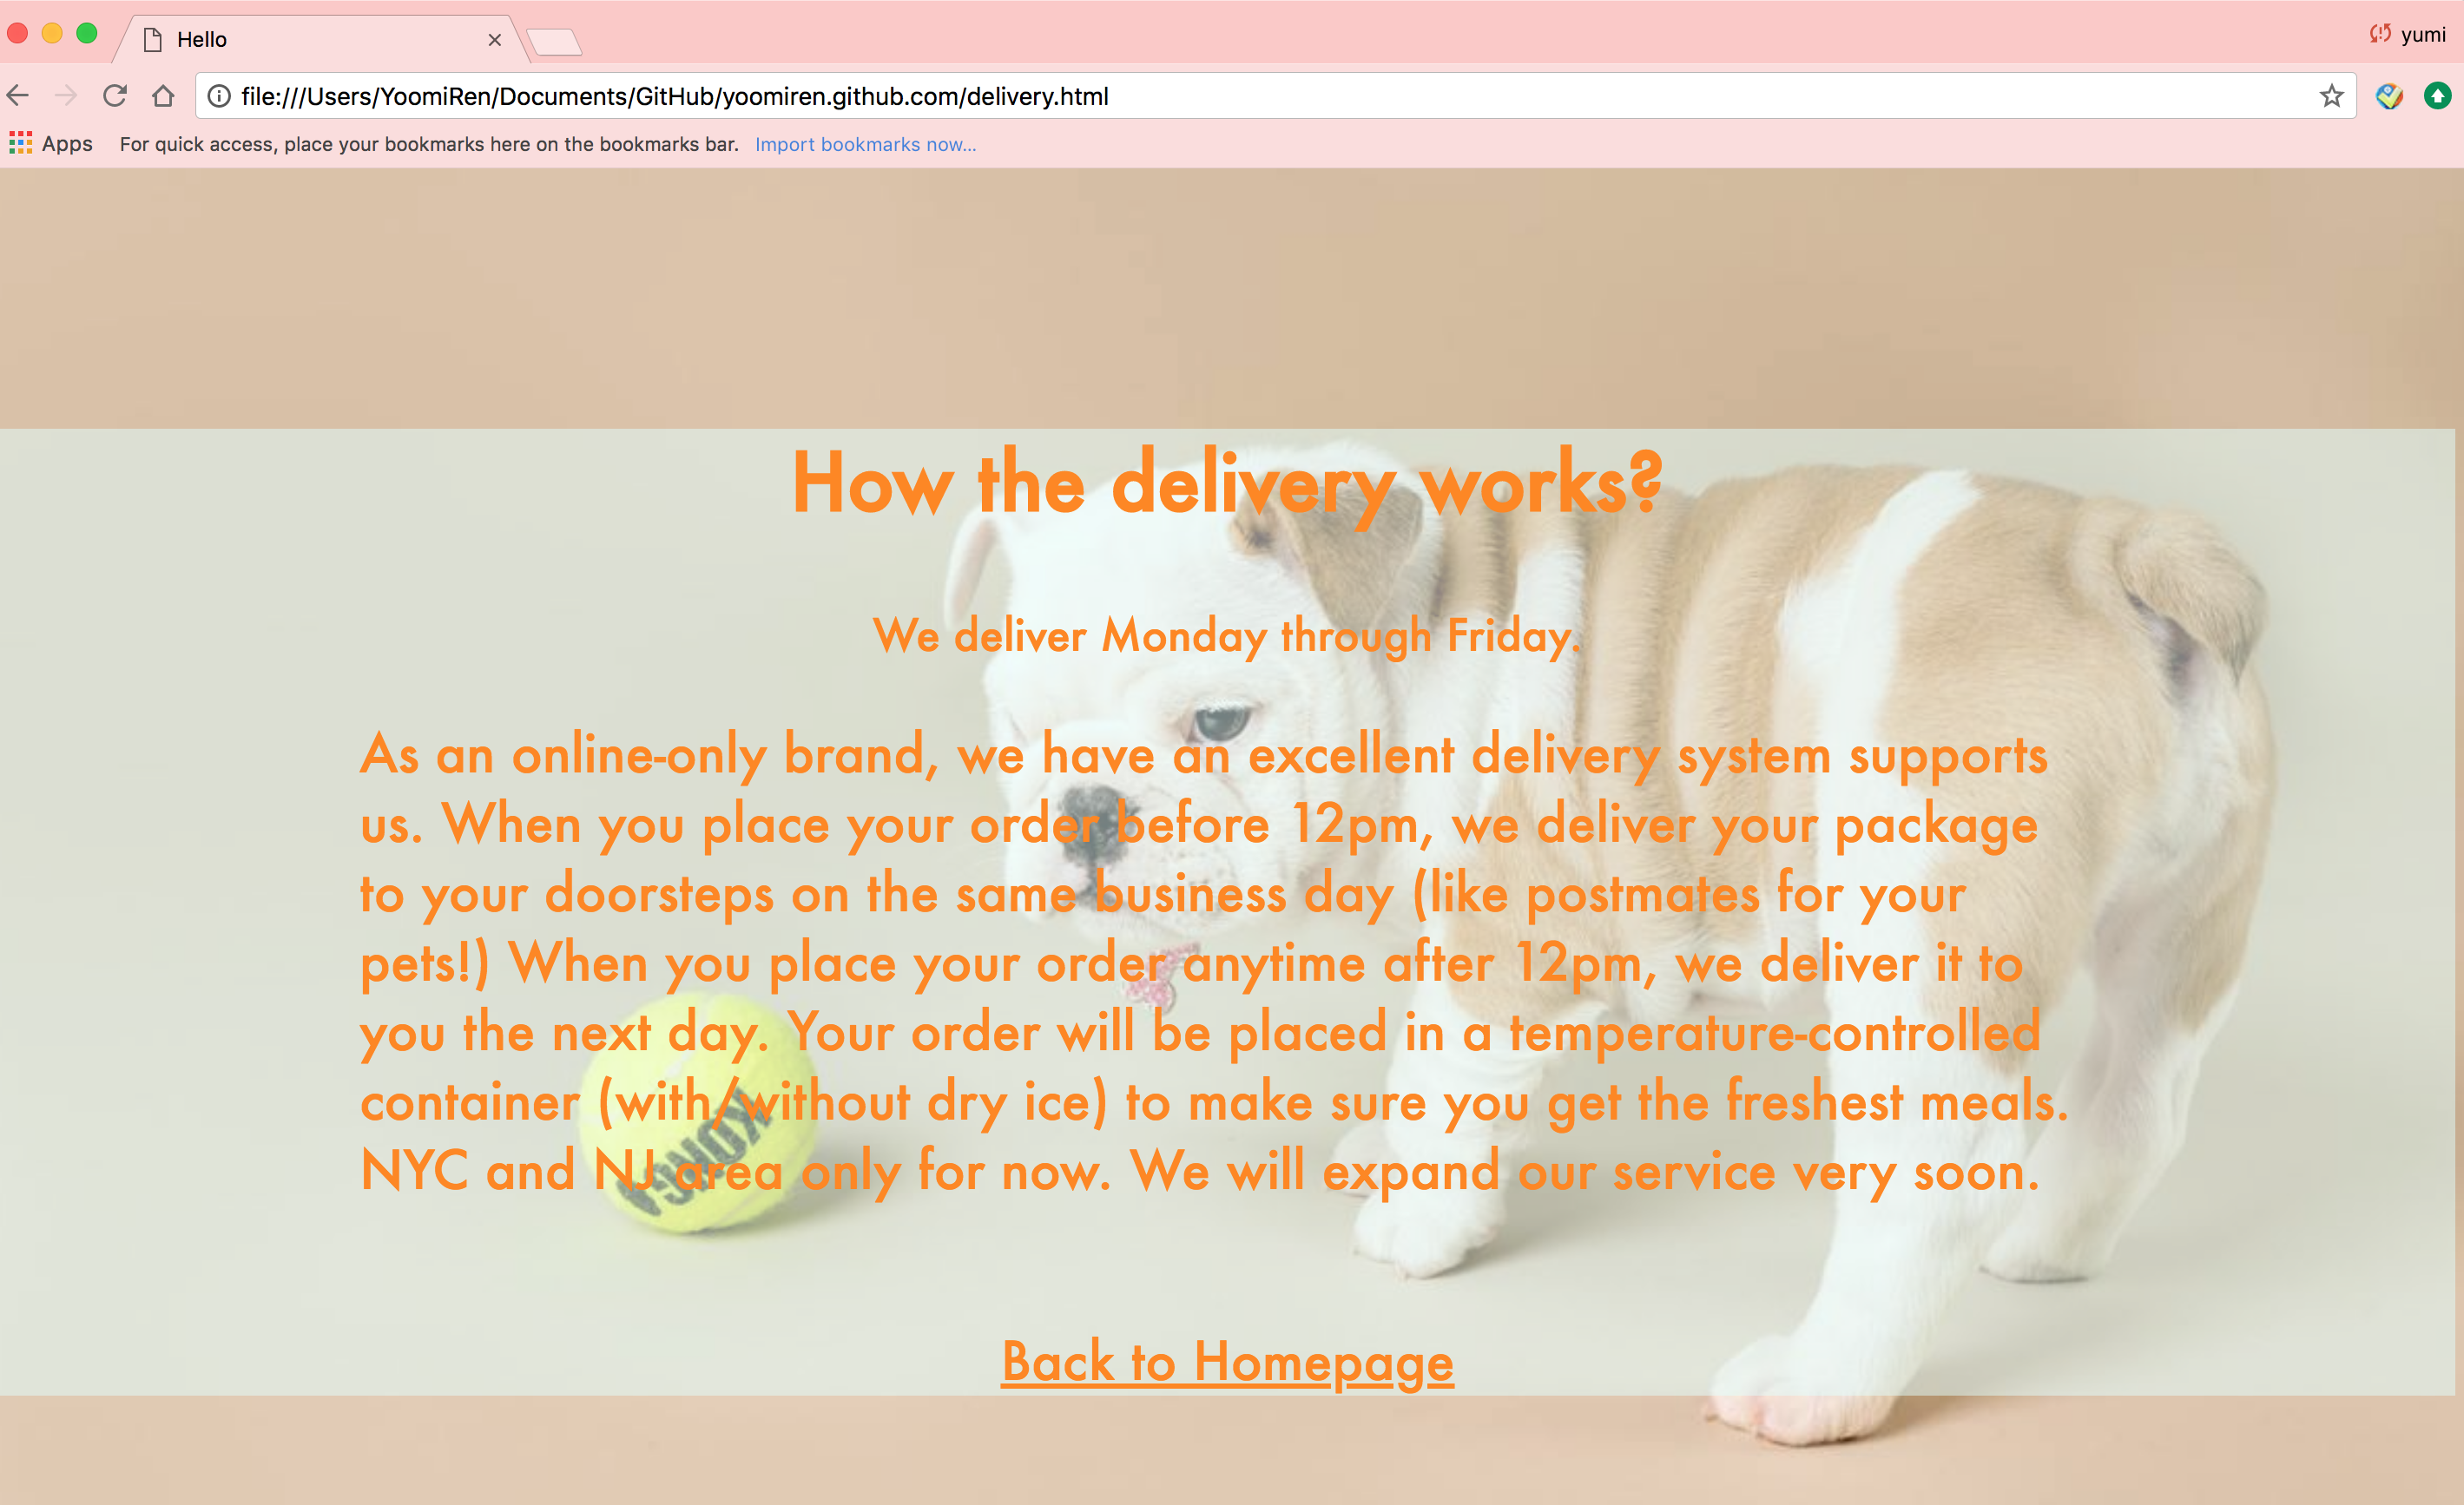 Hello
yumi
file:///Users/YoomiRen/Documents/GitHub/yoomiren.github.com/delivery.html
Apps For quick access, place your bookmarks here on the bookmarks bar. Import bookmarks now...
How the delivery works?
We deliver Monday through Friday.
As an online-only brand, we have an excellent delivery system supports
us. When you place your order before 12pm, we deliver your package
to your doorsteps on the same business day (like postmates for your
pets!) When you place your order anytime after 12pm, we deliver it to
you the next day. Your order will be placed in a temperature-controlled
container (with/without dry ice) to make sure you get the freshest meals.
NYC and NJ area only for now. We will expand our service very soon.
KONG
Back to Homepage